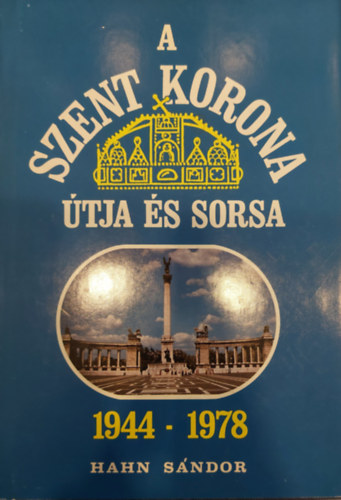 A
SZENT KORONA
ÚTJA ÉS SORSA
1944 - 1978
HAHN SÁNDOR